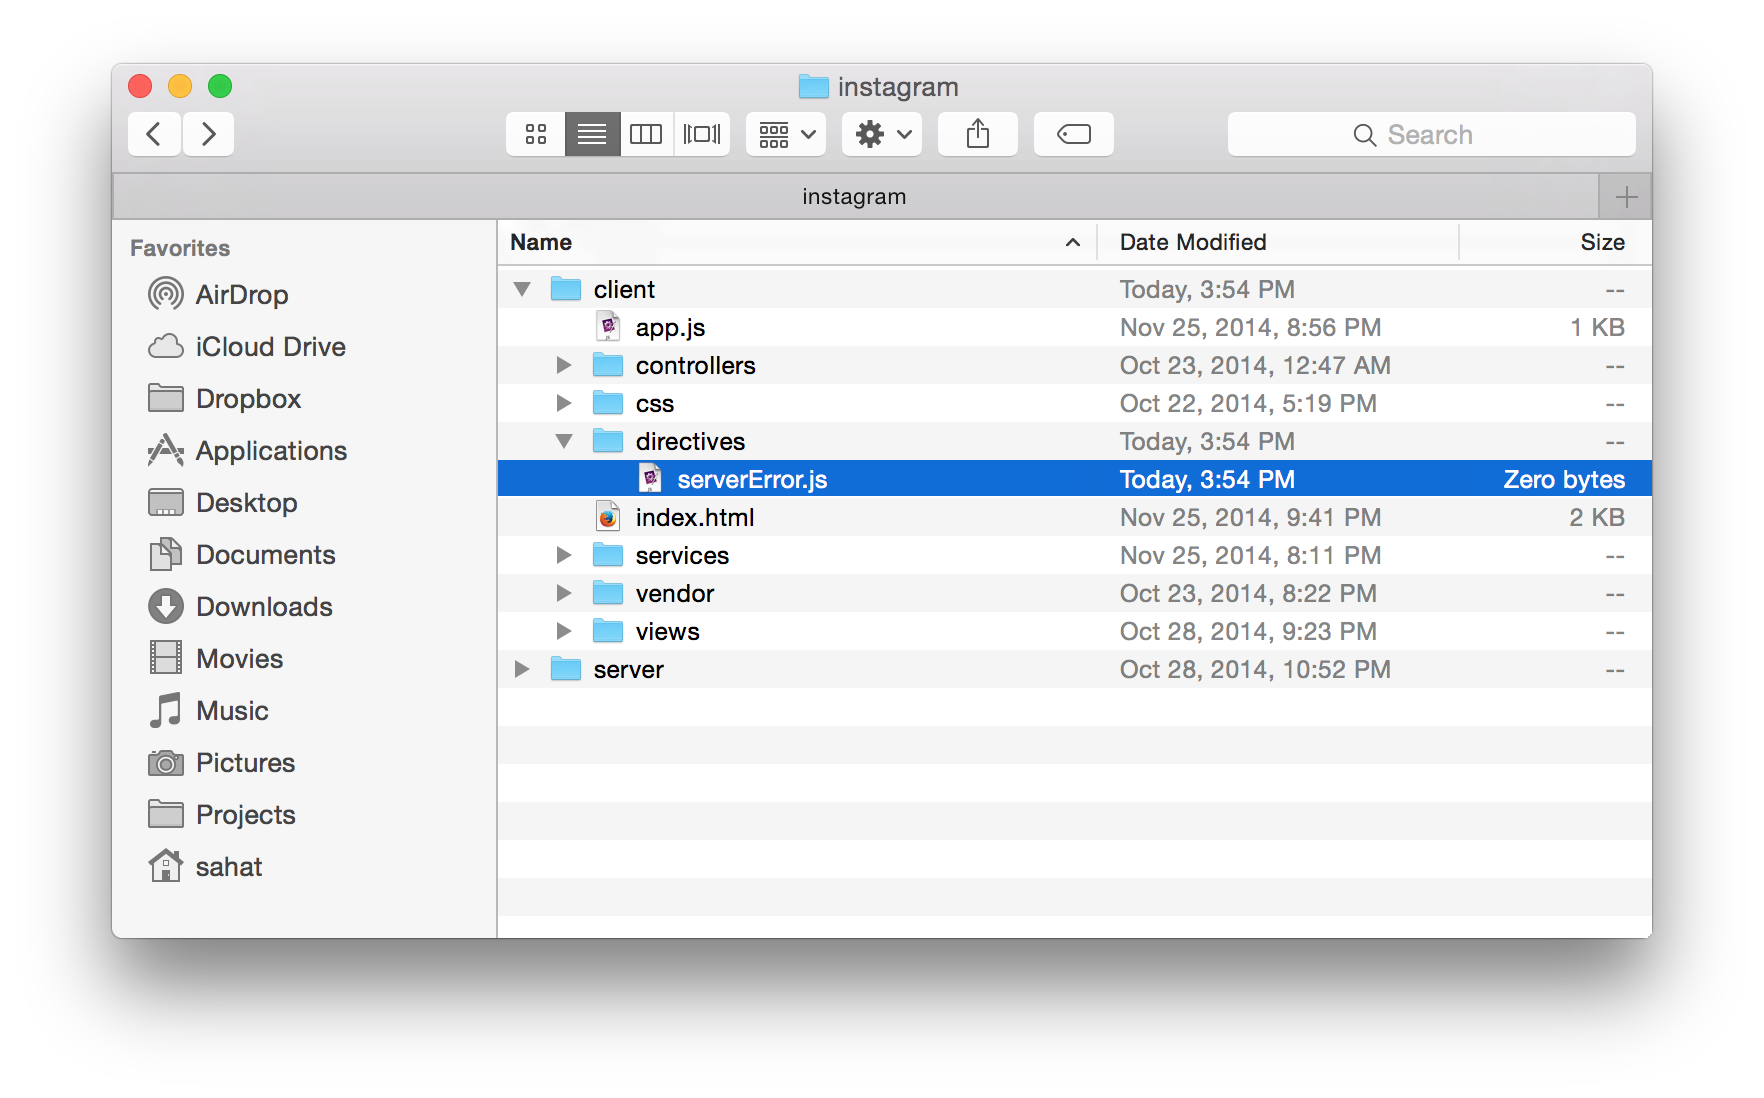 instagram
Search
instagram
Favorites
AirDrop
iCloud Drive
Dropbox
Applications
Desktop
Documents
Downloads
Movies
Music
Pictures
Projects
sahat
Name Date Modified Size
client Today, 3:54 PM --
app.js Nov 25, 2014, 8:56 PM 1 KB
controllers Oct 23, 2014, 12:47 AM --
css Oct 22, 2014, 5:19 PM --
directives Today, 3:54 PM --
serverError.js Today, 3:54 PM Zero bytes
index.html Nov 25, 2014, 9:41 PM 2 KB
services Nov 25, 2014, 8:11 PM --
vendor Oct 23, 2014, 8:22 PM --
views Oct 28, 2014, 9:23 PM --
server Oct 28, 2014, 10:52 PM --